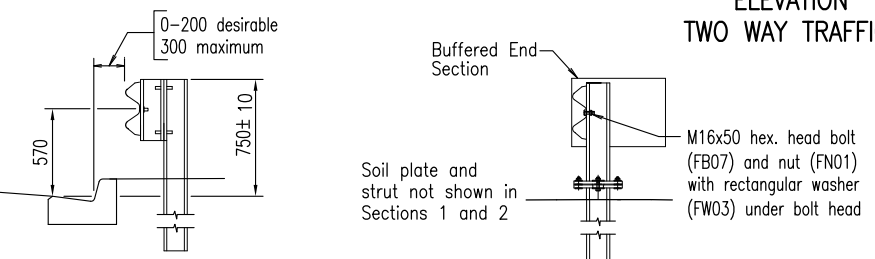 0-200 desirable
300 maximum
570
750± 10
ELEVATION
TWO WAY TRAFFI
Buffered End
Section
Soil plate and
strut not shown in
Sections 1 and 2
M16x50 hex. head bolt
(FB07) and nut (FN01)
with rectangular washer
(FW03) under bolt head